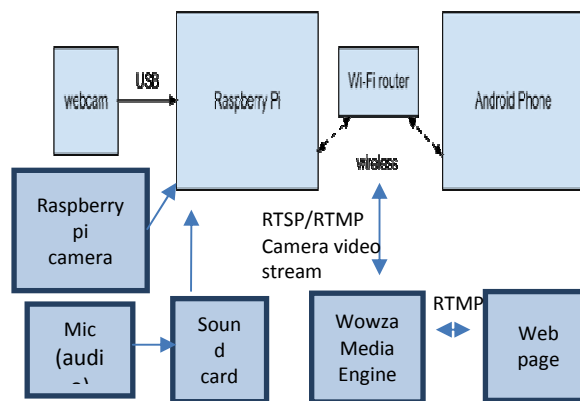 USB
webcam
Raspberry Pi
Wi-Fi router
Android Phone
wireless
Raspberry
pi
camera
RTSP/RTMP
Camera video
stream
Mic
(audi
o)
Soun
d
card
Wowza
Media
Engine
RTMP
Web
page